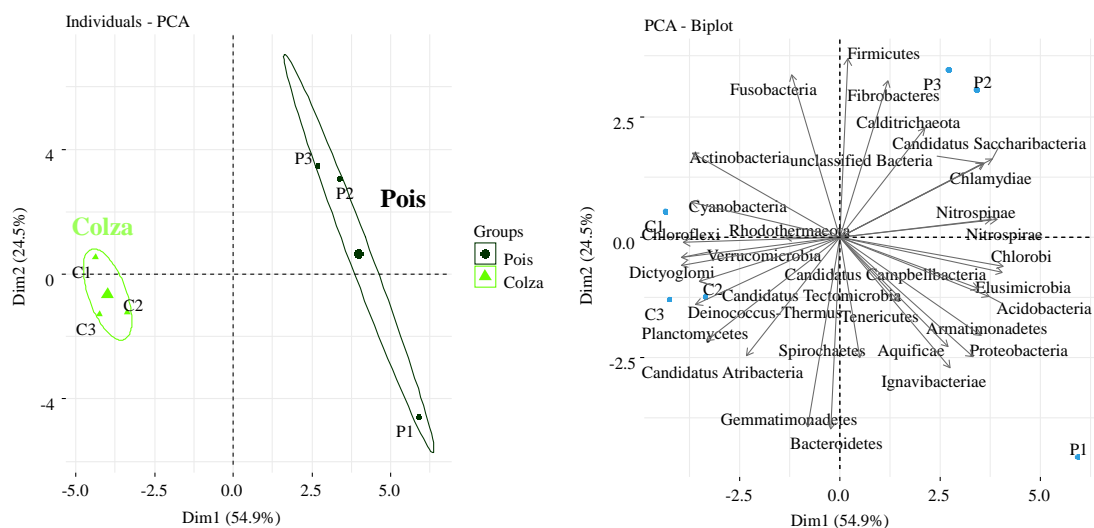 Individuals - PCA
Dim2 (24.5%)
4
0
-4
P3
P2
Pois
Colza
C1
C2
C3
P1
-5.0
-2.5
0.0
2.5
5.0
Dim1 (54.9%)
Groups
Pois
Colza
PCA - Biplot
Dim2 (24.5%)
2.5
0.0
-2.5
Firmicutes
Fusobacteria
P3
P2
Fibrobacteres
Calditrichaeota
Candidatus Saccharibacteria
Actinobacteria
unclassified Bacteria
Chlamydiae
Cyanobacteria
Nitrospinae
C1
Chloroflexi
Rhodothermaeota
Nitrospirae
Verrucomicrobia
Chlorobi
Dictyoglomi
Candidatus Campbellbacteria
C2
Candidatus Tectomicrobia
Elusimicrobia
C3
Deinococcus-Thermus
Tenericutes
Acidobacteria
Planctomycetes
Armatimonadetes
Spirochaetes
Aquificae
Proteobacteria
Candidatus Atribacteria
Ignavibacteriae
Gemmatimonadetes
Bacteroidetes
P1
-2.5
0.0
2.5
5.0
Dim1 (54.9%)